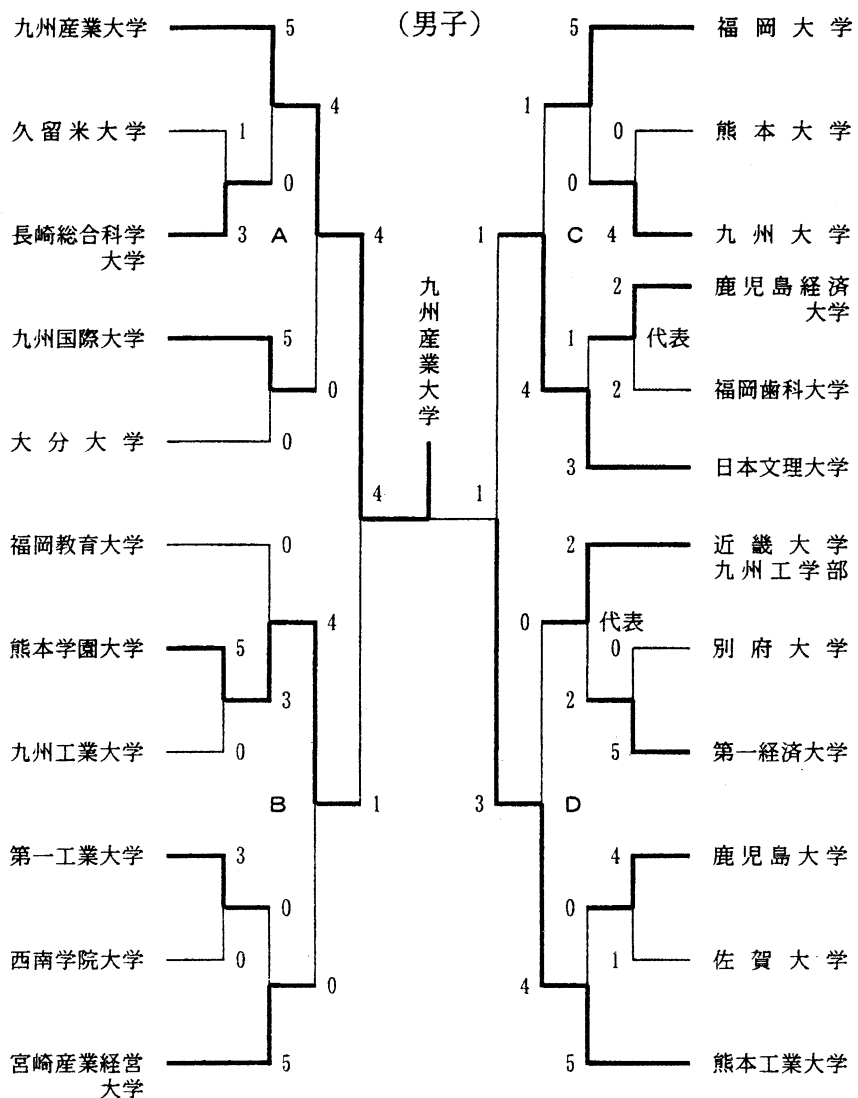 (男子)
九州産業大学
5
久留米大学
1
4
0
長崎総合科学
大学
3
A
4
九州国際大学
5
0
大分大学
0
4
福岡教育大学
0
熊本学園大学
5
4
3
九州工業大学
0
B
1
第一工業大学
3
0
西南学院大学
0
0
宮崎産業経営
大学
5
九州産業大学
5
福岡大学
1
0
熊本大学
0
1
C
4
九州大学
2
鹿児島経済
大学
1
代表
4
2
福岡歯科大学
3
日本文理大学
1
2
近畿大学
九州工学部
0
代表
0
別府大学
2
5
第一経済大学
3
D
4
鹿児島大学
0
1
佐賀大学
4
5
熊本工業大学